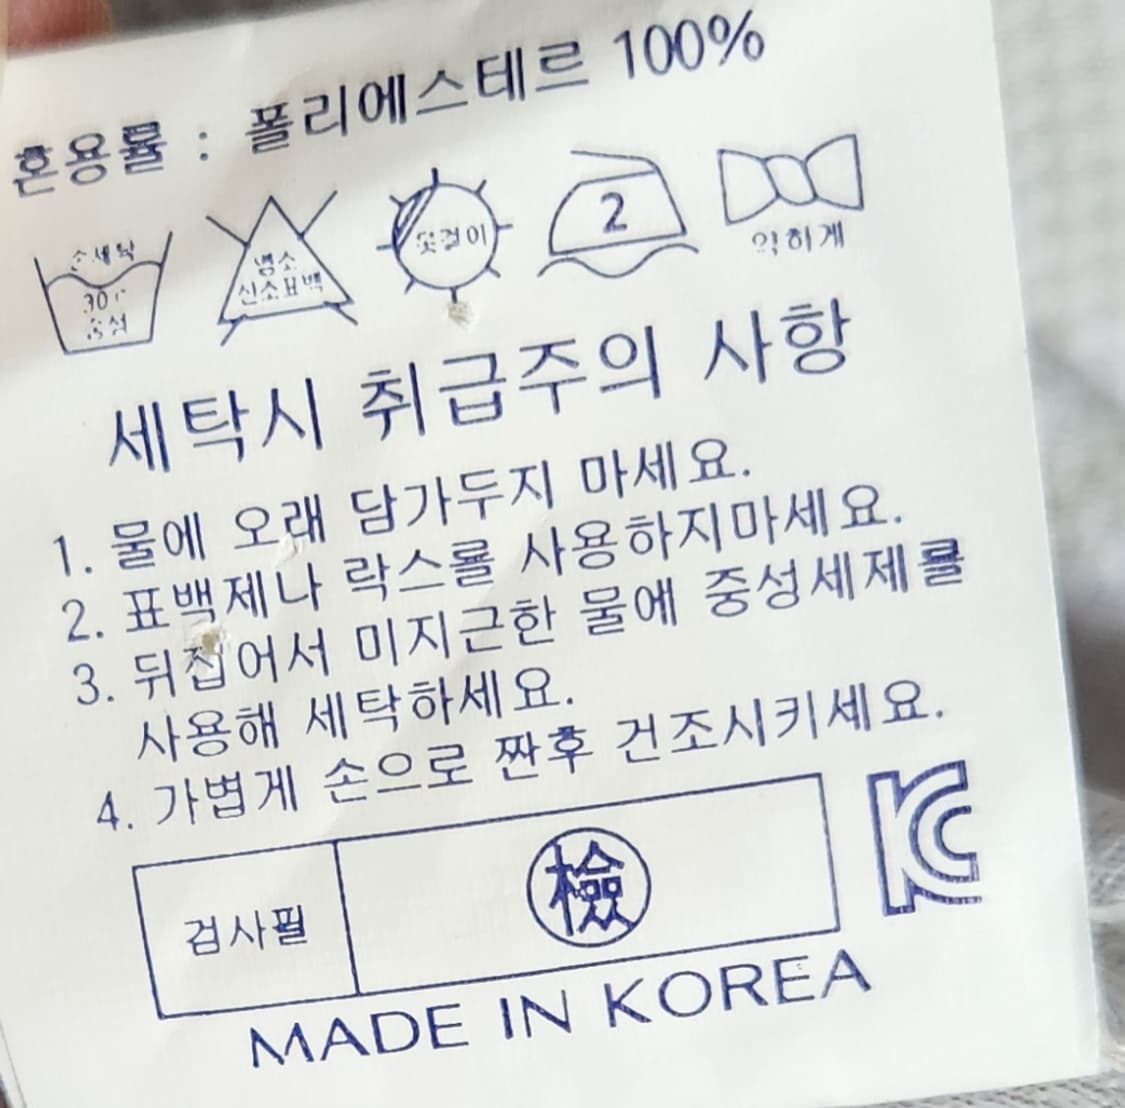 혼용률 : 폴리에스테르 100%
손세탁
30℃
중성
염소
산소표백
옷걸이
2
약하게
세탁시 취급주의 사항
1. 물에 오래 담가두지 마세요.
2. 표백제나 락스를 사용하지마세요.
3. 뒤집어서 미지근한 물에 중성세제를
사용해 세탁하세요.
4. 가볍게 손으로 짠후 건조시키세요.
검사필
檢
KC
MADE IN KOREA